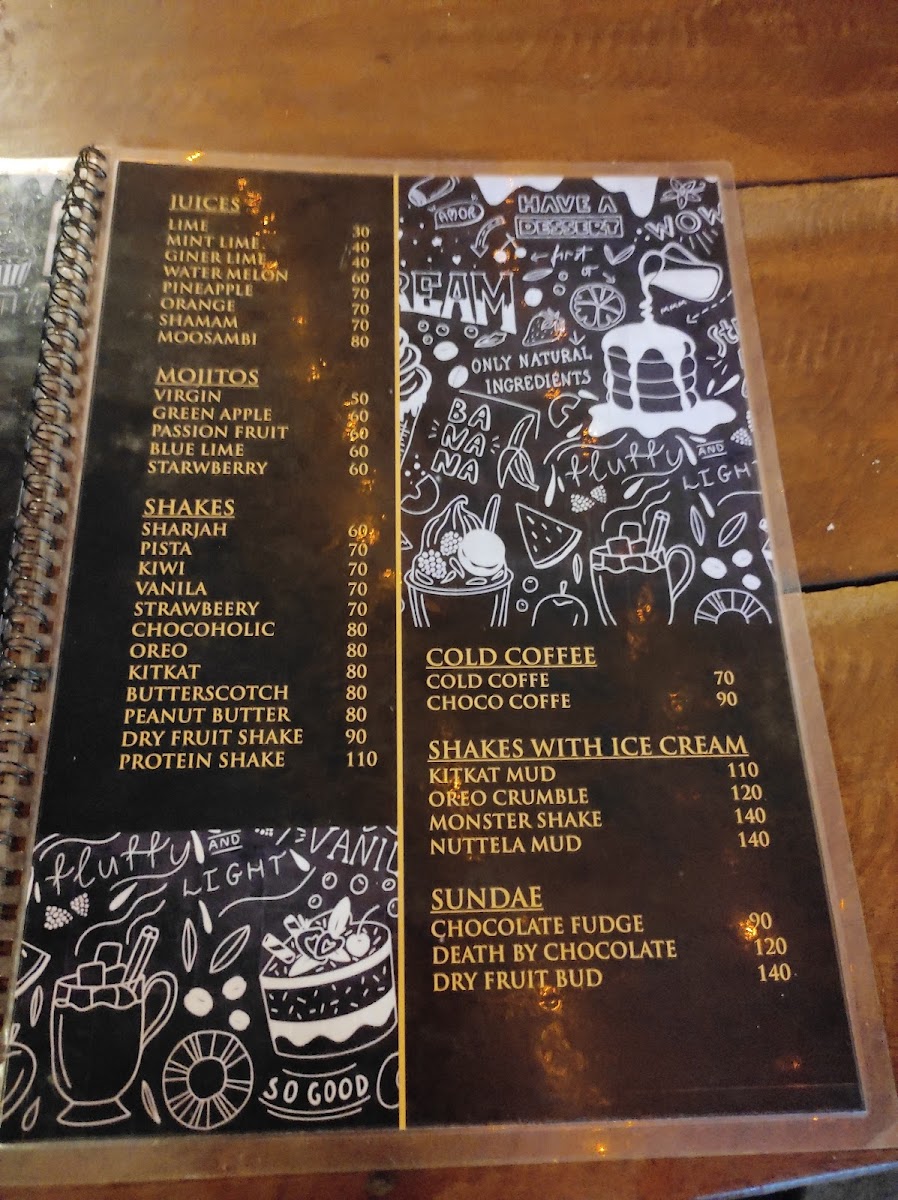 JUICES
LIME 30
MINT LIME 40
GINER LIME 40
WATER MELON 60
PINEAPPLE 70
ORANGE 70
SHAMAM 70
MOOSAMBI 80
MOJITOS
VIRGIN 50
GREEN APPLE 60
PASSION FRUIT 60
BLUE LIME 60
STARWBERRY 60
SHAKES
SHARJAH 60
PISTA 70
KIWI 70
VANILA 70
STRAWBEERY 70
CHOCOHOLIC 80
OREO 80
KITKAT 80
BUTTERSCOTCH 80
PEANUT BUTTER 80
DRY FRUIT SHAKE 90
PROTEIN SHAKE 110
fluffy AND
LIGHT
VANIL
SO GOOD
AMOR
HAVE A
DESSERT
WOW
first
REAM
mmm
ONLY NATURAL
INGREDIENTS
BA
NA
NA
fluffy AND
LIGHT
COLD COFFEE
COLD COFFE 70
CHOCO COFFE 90
SHAKES WITH ICE CREAM
KITKAT MUD 110
OREO CRUMBLE 120
MONSTER SHAKE 140
NUTTELA MUD 140
SUNDAE
CHOCOLATE FUDGE 90
DEATH BY CHOCOLATE 120
DRY FRUIT BUD 140